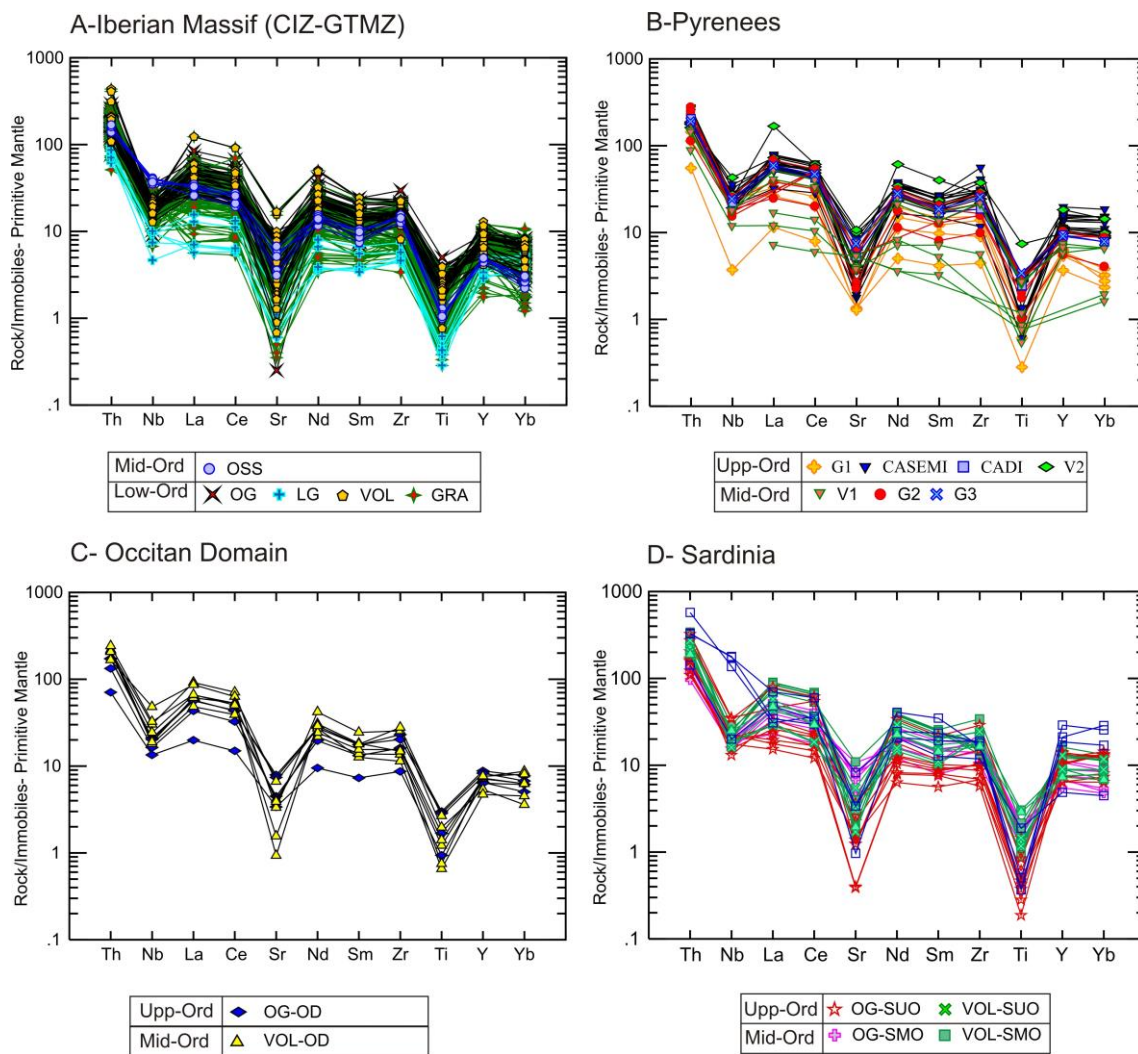 A-Iberian Massif (CIZ-GTMZ)
Rock/Immobiles- Primitive Mantle
1000
100
10
1
.1
Th Nb La Ce Sr Nd Sm Zr Ti Y Yb
Mid-Ord OSS
Low-Ord OG LG VOL GRA
B-Pyrenees
Rock/Immobiles- Primitive Mantle
1000
100
10
1
.1
Th Nb La Ce Sr Nd Sm Zr Ti Y Yb
Upp-Ord G1 CASEMI CADI V2
Mid-Ord V1 G2 G3
C- Occitan Domain
Rock/Immobiles- Primitive Mantle
1000
100
10
1
.1
Th Nb La Ce Sr Nd Sm Zr Ti Y Yb
Upp-Ord OG-OD
Mid-Ord VOL-OD
D- Sardinia
Rock/Immobiles- Primitive Mantle
1000
100
10
1
.1
Th Nb La Ce Sr Nd Sm Zr Ti Y Yb
Upp-Ord OG-SUO VOL-SUO
Mid-Ord OG-SMO VOL-SMO